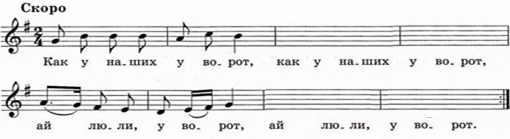 Скоро
Как у на-ших у во-рот, как у на-ших у во-рот,
ай лю-ли, у во-рот, ай лю-ли, у во-рот.